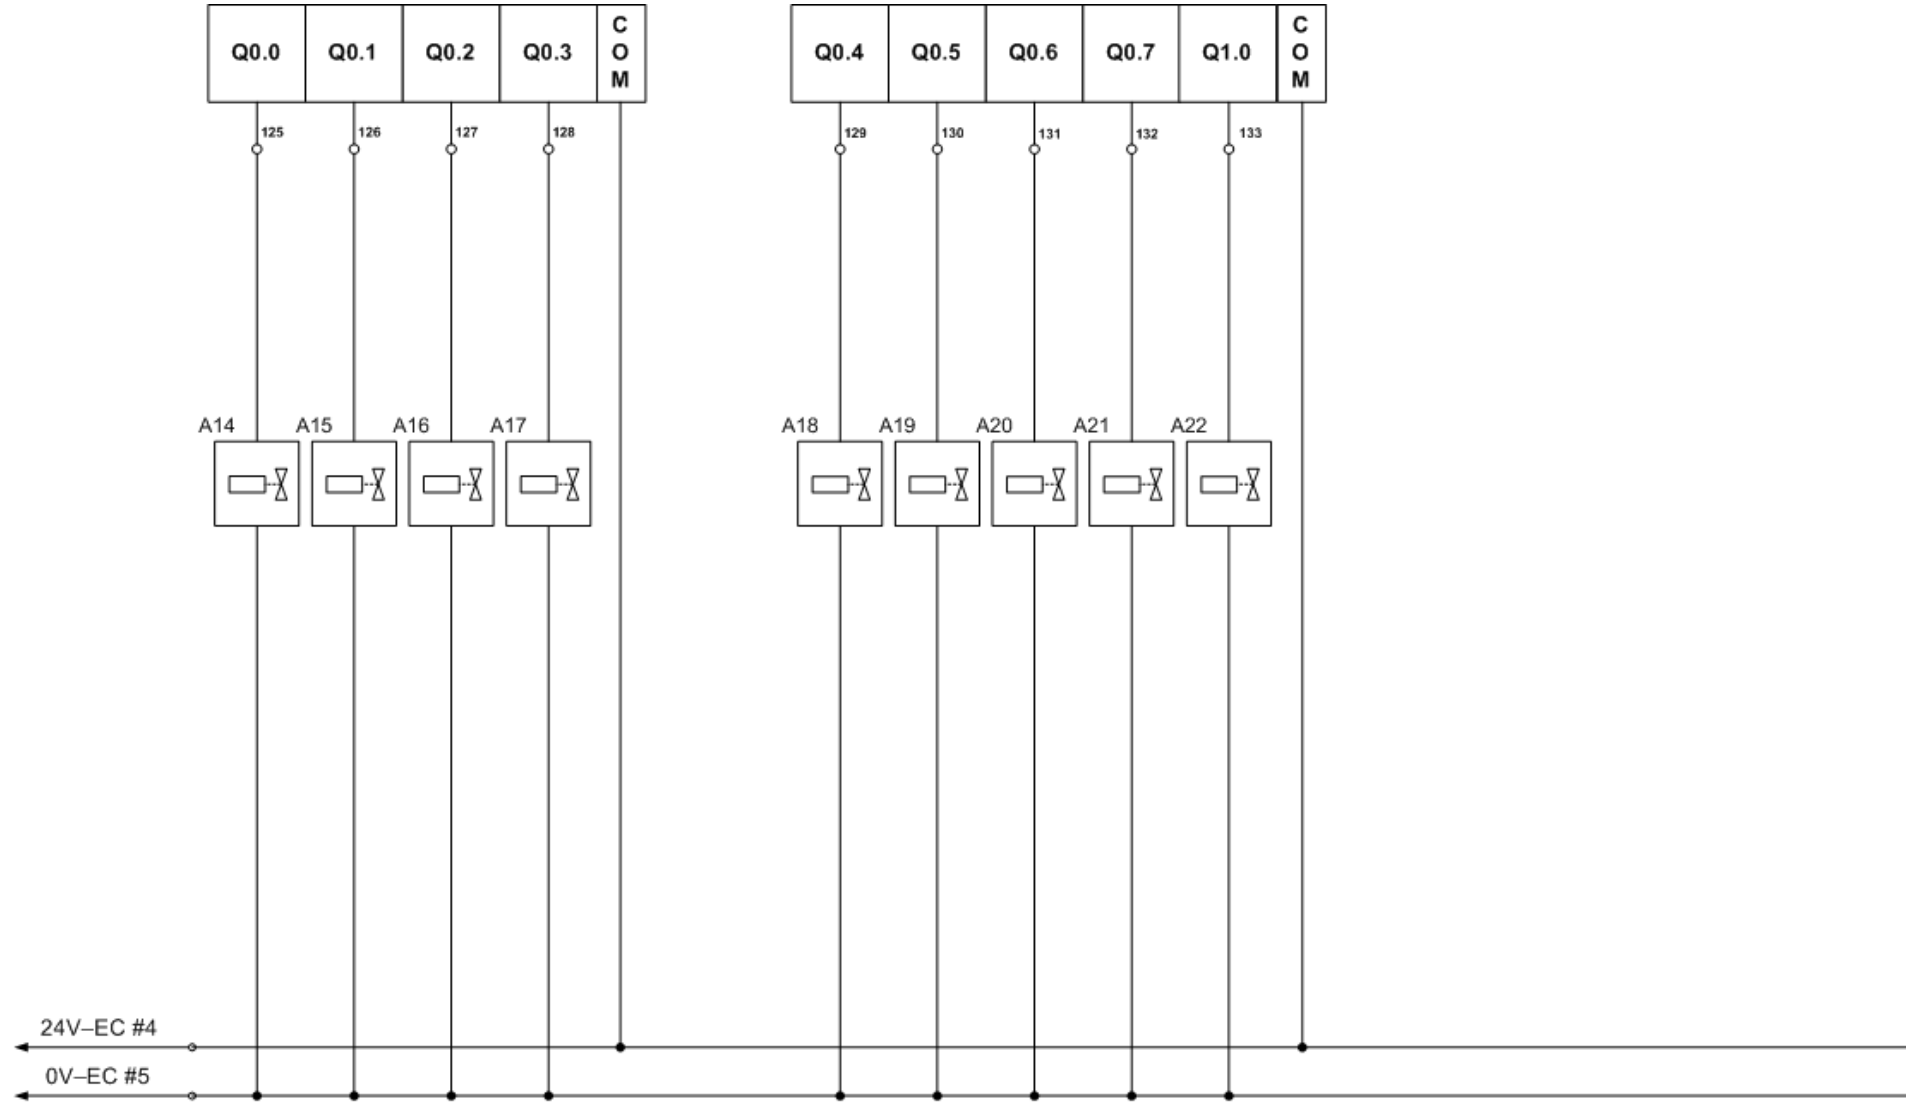 Q0.0 Q0.1 Q0.2 Q0.3 COM Q0.4 Q0.5 Q0.6 Q0.7 Q1.0 COM
125 126 127 128 129 130 131 132 133
A14 A15 A16 A17 A18 A19 A20 A21 A22
24V–EC #4
0V–EC #5